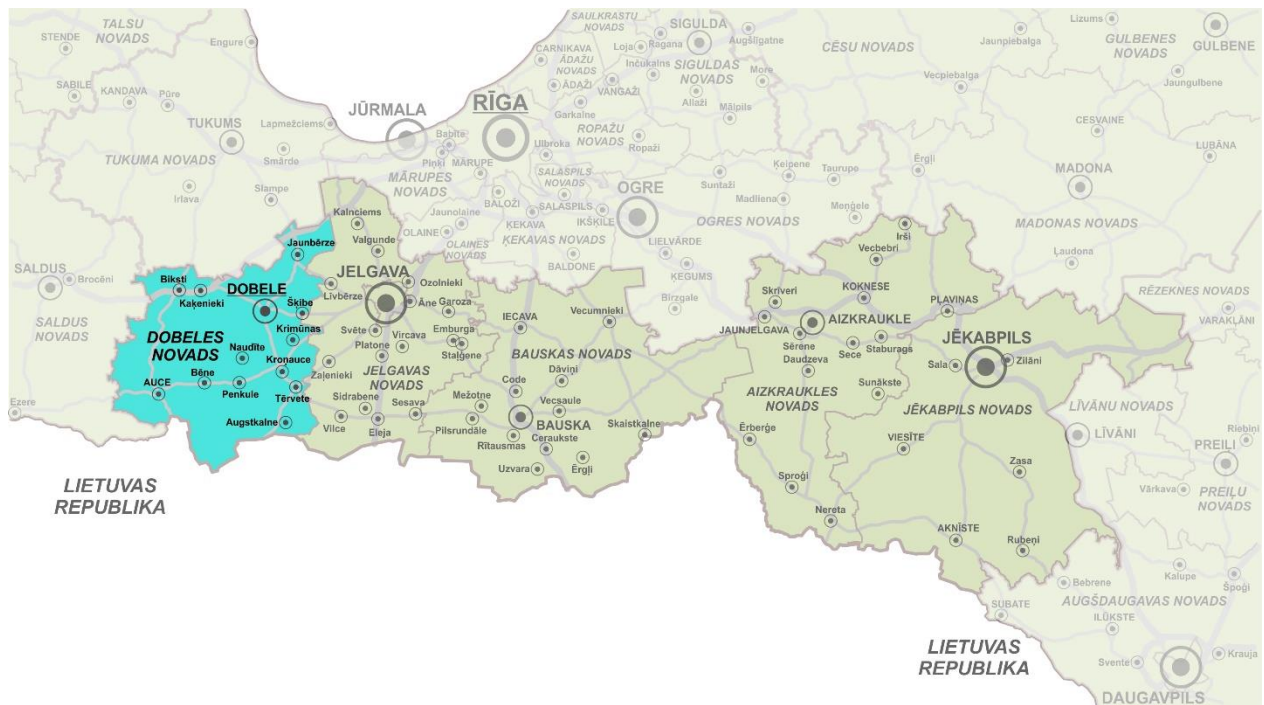 TALSU
NOVADS
STENDE
Engure
SABILE
KANDAVA
Pūre
TUKUMS
Lapmežciems
Smārde
TUKUMA NOVADS
Irlava
Slampe
JŪRMALA
RĪGA
Babīte
Piņķi
MĀRUPE
MĀRUPES
NOVADS
SAULKRASTU
NOVADS
CARNIKAVA
ĀDAŽU
NOVADS
ĀDAŽI
Garkalne
Ulbroka
Loja
Ragana
Inčukalns
VANGAŽI
SIGULDA
Augšlīgatne
SIGULDAS
NOVADS
More
Allaži
Mālpils
ROPAŽU
NOVADS
Ropaži
SALASPILS
NOVADS
SALASPILS
BALOŽI
Jaunolaine
OLAINE
OLAINES
NOVADS
ĶEKAVA
ĶEKAVAS NOVADS
BALDONE
IKŠĶILE
OGRE
Suntaži
Ķeipene
Taurupe
Madliena
Meņģele
OGRES NOVADS
LIELVĀRDE
ĶEGUMS
Birzgale
CĒSU NOVADS
Jaunpiebalga
Vecpiebalga
Lizums
GULBENES
NOVADS
GULBENE
Jaungulbene
CESVAINE
LUBĀNA
Ērgļi
MADONA
MADONAS NOVADS
Ļaudona
RĒZEKNES NOVADS
VARAKĻĀNI
SALDUS
Brocēni
SALDUS
NOVADS
Ezere
Jaunbērze
Biksti
Kaķenieki
DOBELE
Šķibe
Krimūnas
DOBELES
NOVADS
Naudīte
Kronauce
Bēne
AUCE
Penkule
Tērvete
Augstkalne
Kalnciems
Valgunde
JELGAVA
Līvbērze
Ozolnieki
Āne
Garoza
Svēte
Vircava
Emburga
Platone
Staļģene
Zaļenieki
JELGAVAS
NOVADS
Sidrabene
Sesava
Vilce
Eleja
IECAVA
Vecumnieki
BAUSKAS NOVADS
Dāviņi
Code
Mežotne
Vecsaule
Pilsrundāle
BAUSKA
Skaistkalne
Rītausmas
Ceraukste
Uzvara
Ērgļi
Irši
Vecbebri
Skrīveri
KOKNESE
PĻAVIŅAS
JAUNJELGAVA
AIZKRAUKLE
Sērene
Sece
Staburags
Daudzeva
Sunākste
AIZKRAUKLES
NOVADS
Ērberģe
Sproģi
Nereta
JĒKABPILS
Sala
Zīlāni
JĒKABPILS NOVADS
VIESĪTE
Zasa
AKNĪSTE
Rubeņi
LĪVĀNU NOVADS
LĪVĀNI
Riebiņi
PREIĻI
Vārkava
PREIĻU
NOVADS
Kalupe
Špoģi
Bebrene
AUGŠDAUGAVAS NOVADS
SUBATE
ILŪKSTE
Svente
Krauja
DAUGAVPILS
LIETUVAS
REPUBLIKA
LIETUVAS
REPUBLIKA